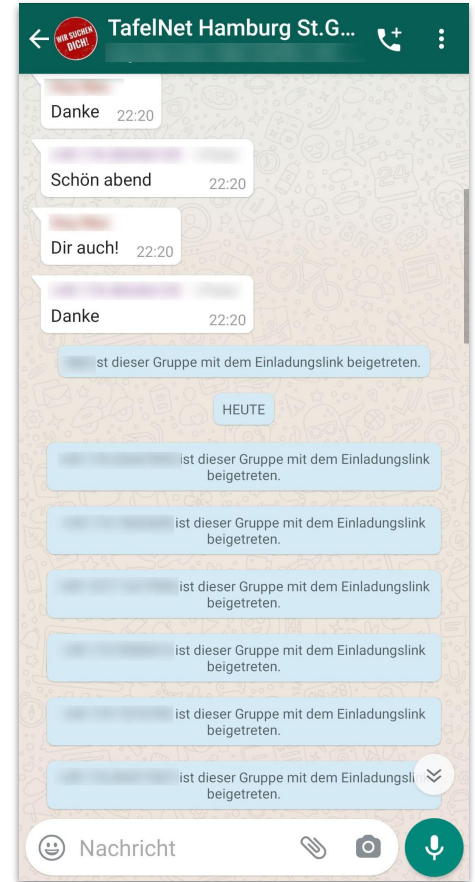 WIR SUCHEN
DICH!
TafelNet Hamburg St.G...
Danke 22:20
Schön abend 22:20
Dir auch! 22:20
Danke 22:20
st dieser Gruppe mit dem Einladungslink beigetreten.
HEUTE
ist dieser Gruppe mit dem Einladungslink
beigetreten.
ist dieser Gruppe mit dem Einladungslink
beigetreten.
ist dieser Gruppe mit dem Einladungslink
beigetreten.
ist dieser Gruppe mit dem Einladungslink
beigetreten.
ist dieser Gruppe mit dem Einladungslink
beigetreten.
ist dieser Gruppe mit dem Einladungsli
beigetreten.
Nachricht